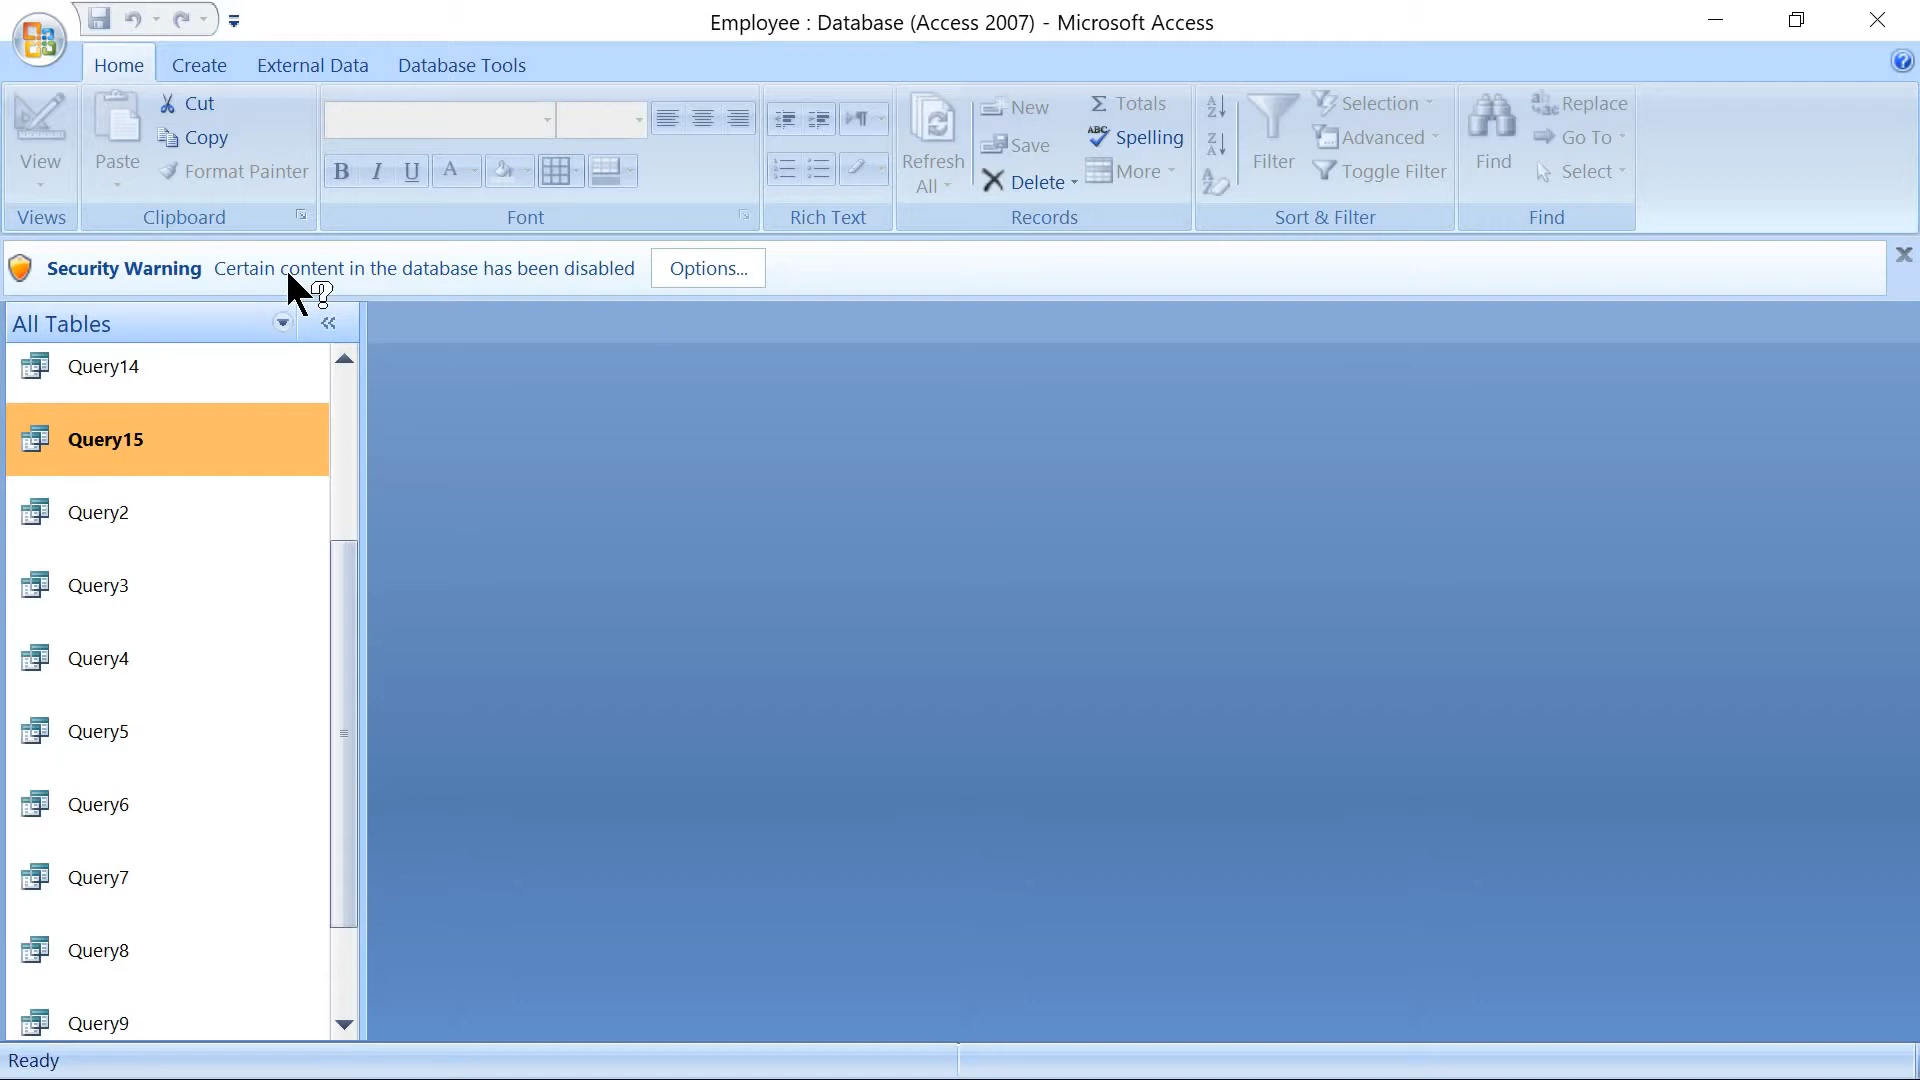 Employee : Database (Access 2007) - Microsoft Access
Home Create External Data Database Tools
View
Views
Paste
Cut
Copy
Format Painter
Clipboard
B I U A
Font
Rich Text
Refresh All
New
Save
Delete
Totals
Spelling
More
Records
Filter
Selection
Advanced
Toggle Filter
Sort & Filter
Find
Replace
Go To
Select
Find
Security Warning Certain content in the database has been disabled Options...
All Tables
Query14
Query15
Query2
Query3
Query4
Query5
Query6
Query7
Query8
Query9
Ready